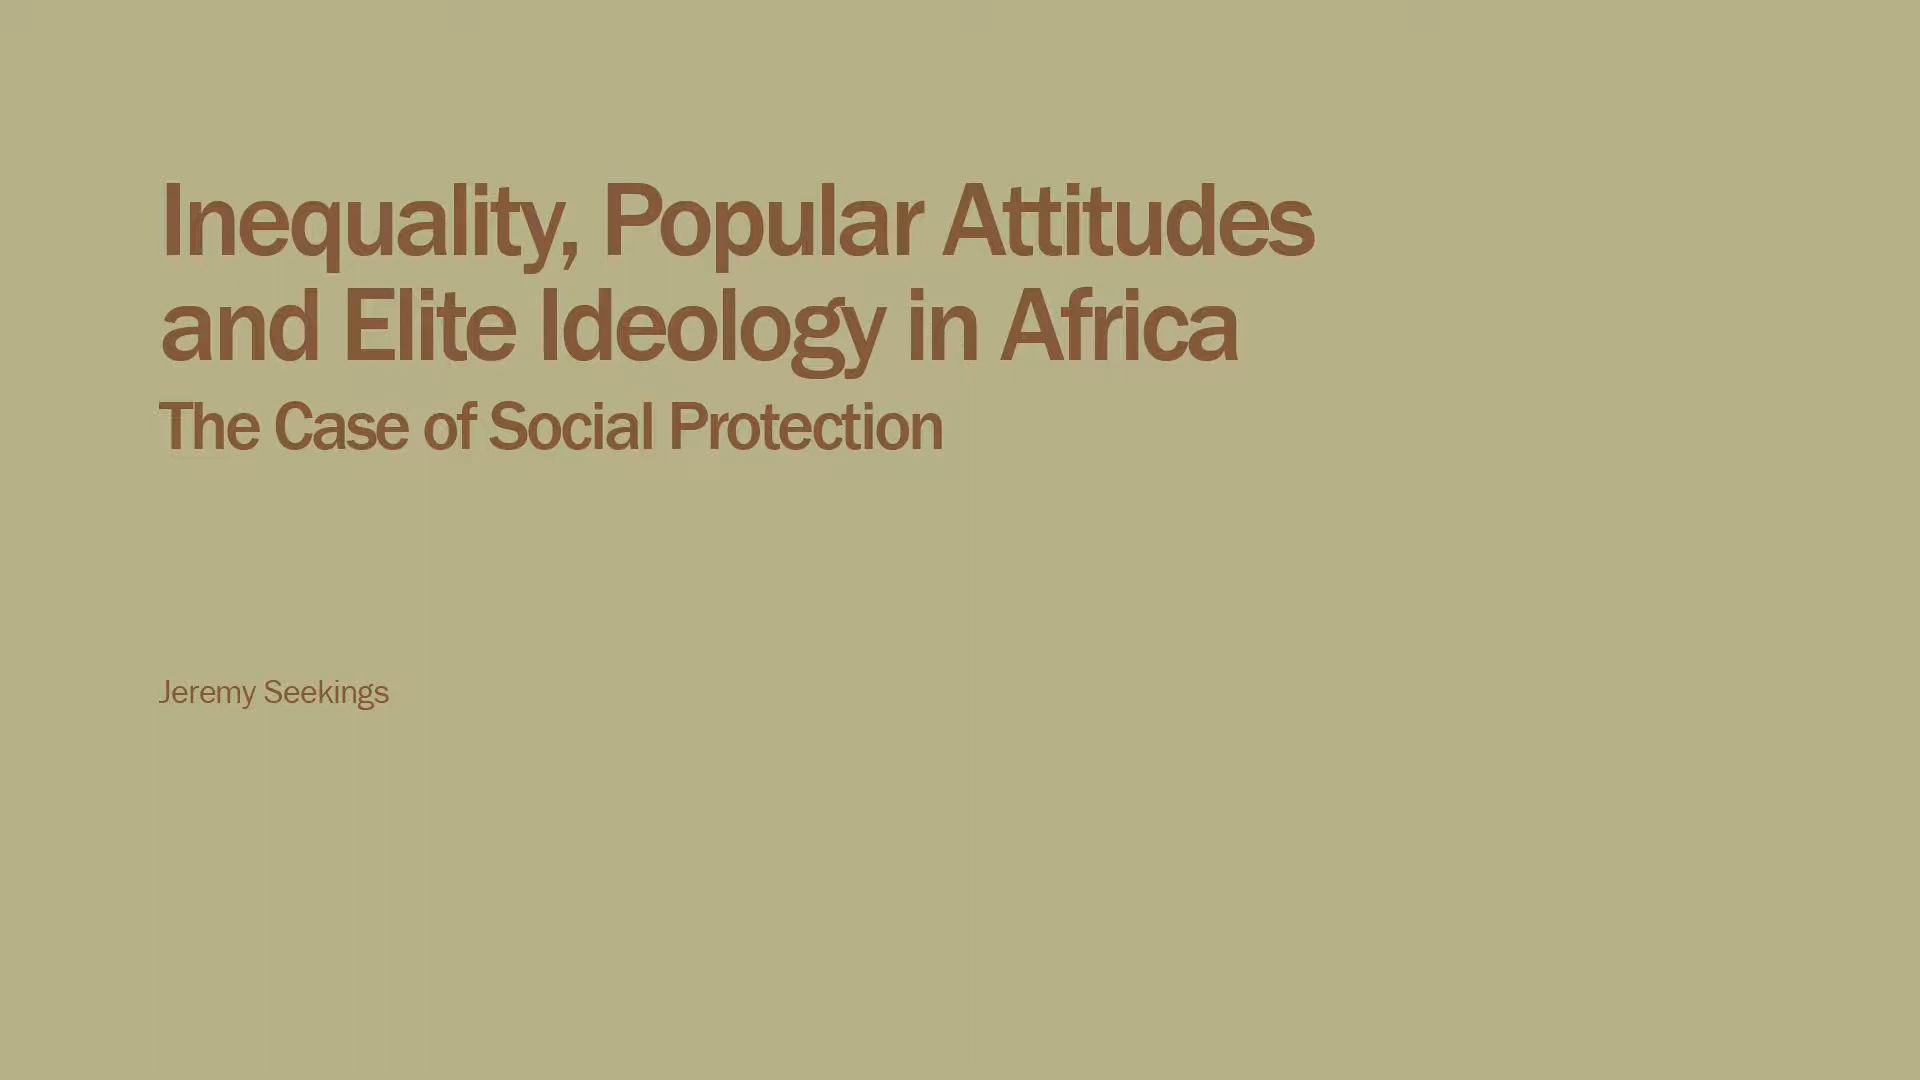 Inequality, Popular Attitudes
and Elite Ideology in Africa
The Case of Social Protection
Jeremy Seekings